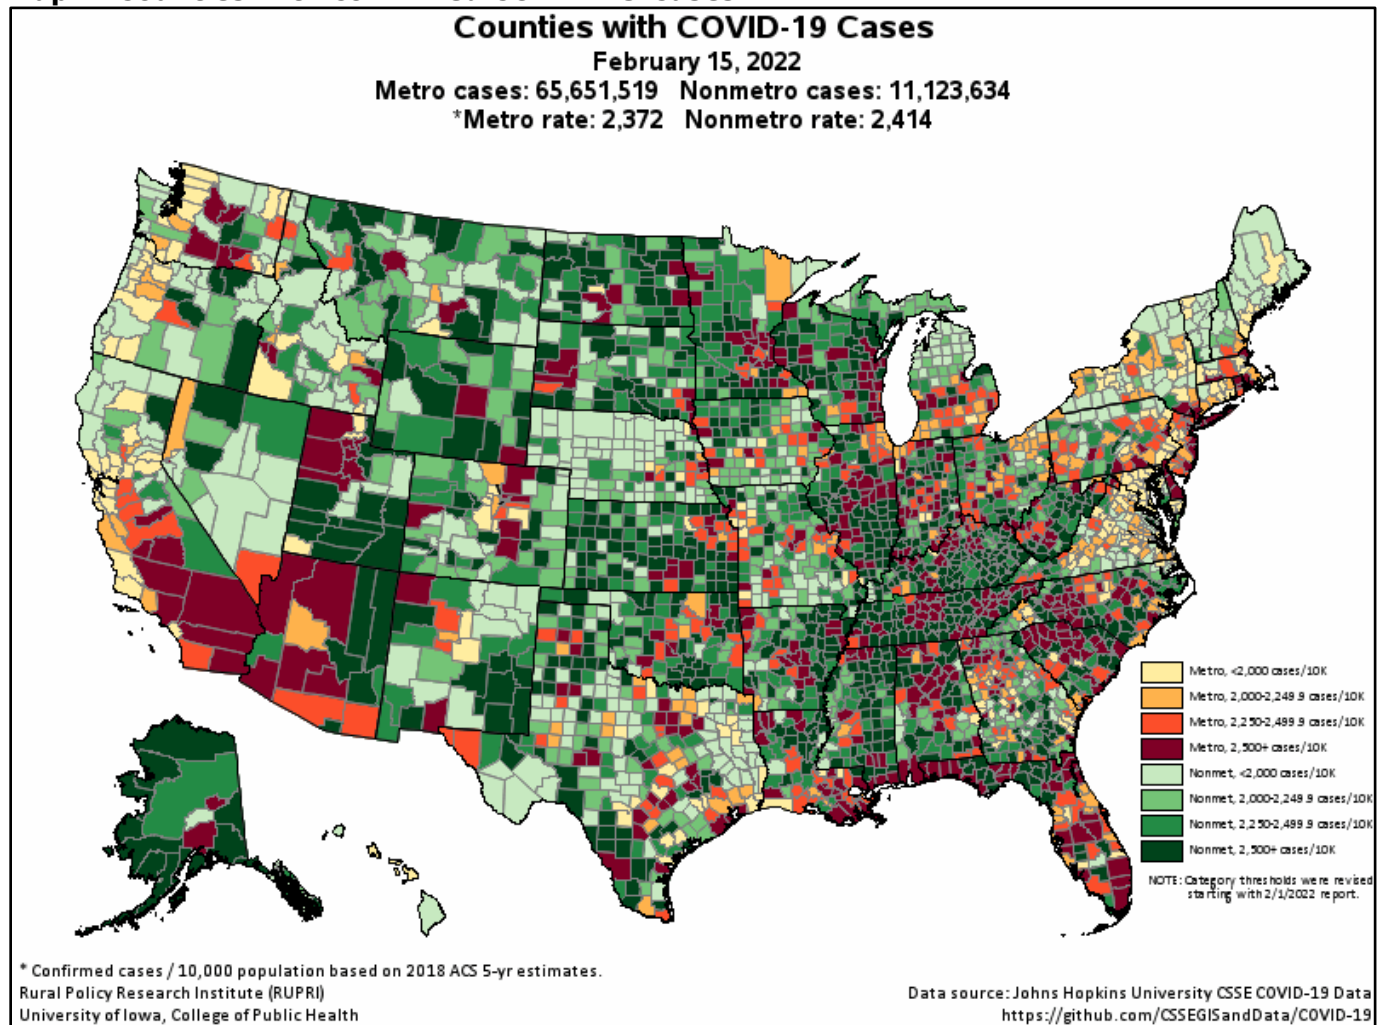 Counties with COVID-19 Cases
February 15, 2022
Metro cases: 65,651,519 Nonmetro cases: 11,123,634
*Metro rate: 2,372 Nonmetro rate: 2,414
Metro, <2,000 cases/10K
Metro, 2,000-2,249.9 cases/10K
Metro, 2,250-2,499.9 cases/10K
Metro, 2,500+ cases/10K
Nonmet, <2,000 cases/10K
Nonmet, 2,000-2,249.9 cases/10K
Nonmet, 2,250-2,499.9 cases/10K
Nonmet, 2,500+ cases/10K
NOTE: Category thresholds were revised
starting with 2/1/2022 report.
* Confirmed cases / 10,000 population based on 2018 ACS 5-yr estimates.
Rural Policy Research Institute (RUPRI)
University of Iowa, College of Public Health
Data source: Johns Hopkins University CSSE COVID-19 Data
https://github.com/CSSEGISandData/COVID-19